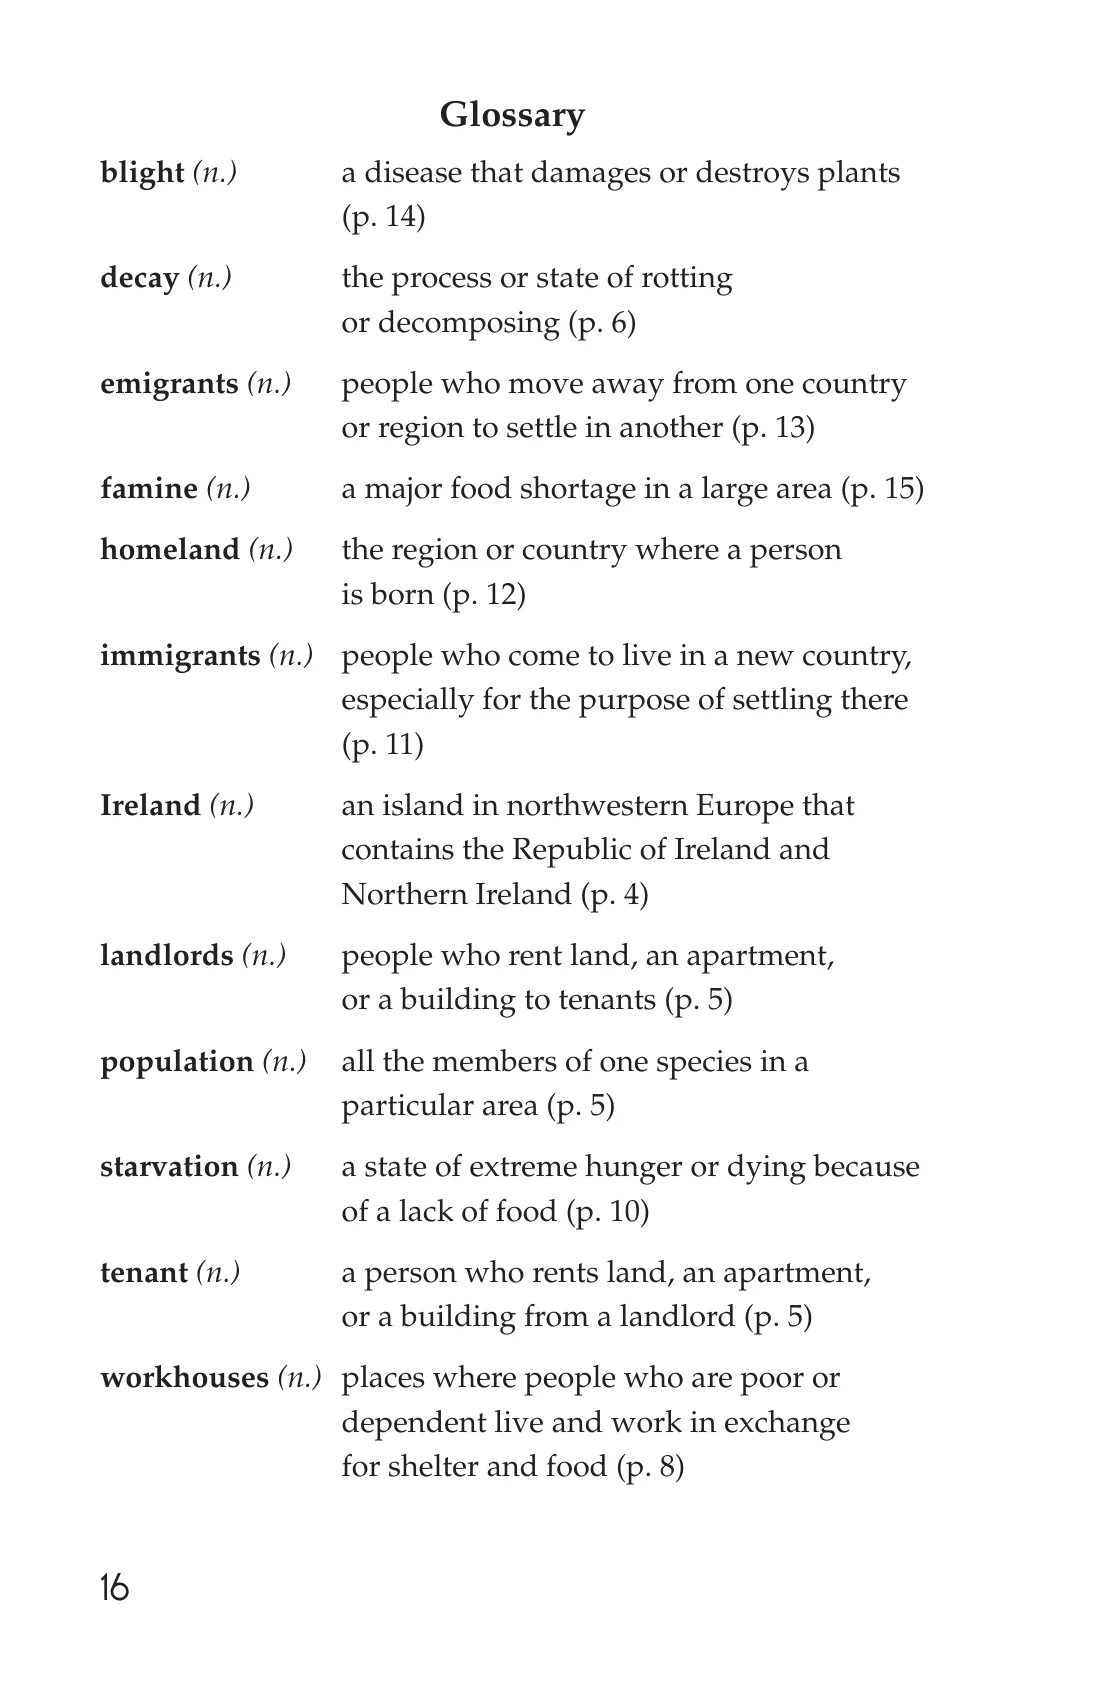 Glossary
blight (n.) a disease that damages or destroys plants
(p. 14)
decay (n.) the process or state of rotting
or decomposing (p. 6)
emigrants (n.) people who move away from one country
or region to settle in another (p. 13)
famine (n.) a major food shortage in a large area (p. 15)
homeland (n.) the region or country where a person
is born (p. 12)
immigrants (n.) people who come to live in a new country,
especially for the purpose of settling there
(p. 11)
Ireland (n.) an island in northwestern Europe that
contains the Republic of Ireland and
Northern Ireland (p. 4)
landlords (n.) people who rent land, an apartment,
or a building to tenants (p. 5)
population (n.) all the members of one species in a
particular area (p. 5)
starvation (n.) a state of extreme hunger or dying because
of a lack of food (p. 10)
tenant (n.) a person who rents land, an apartment,
or a building from a landlord (p. 5)
workhouses (n.) places where people who are poor or
dependent live and work in exchange
for shelter and food (p. 8)
16